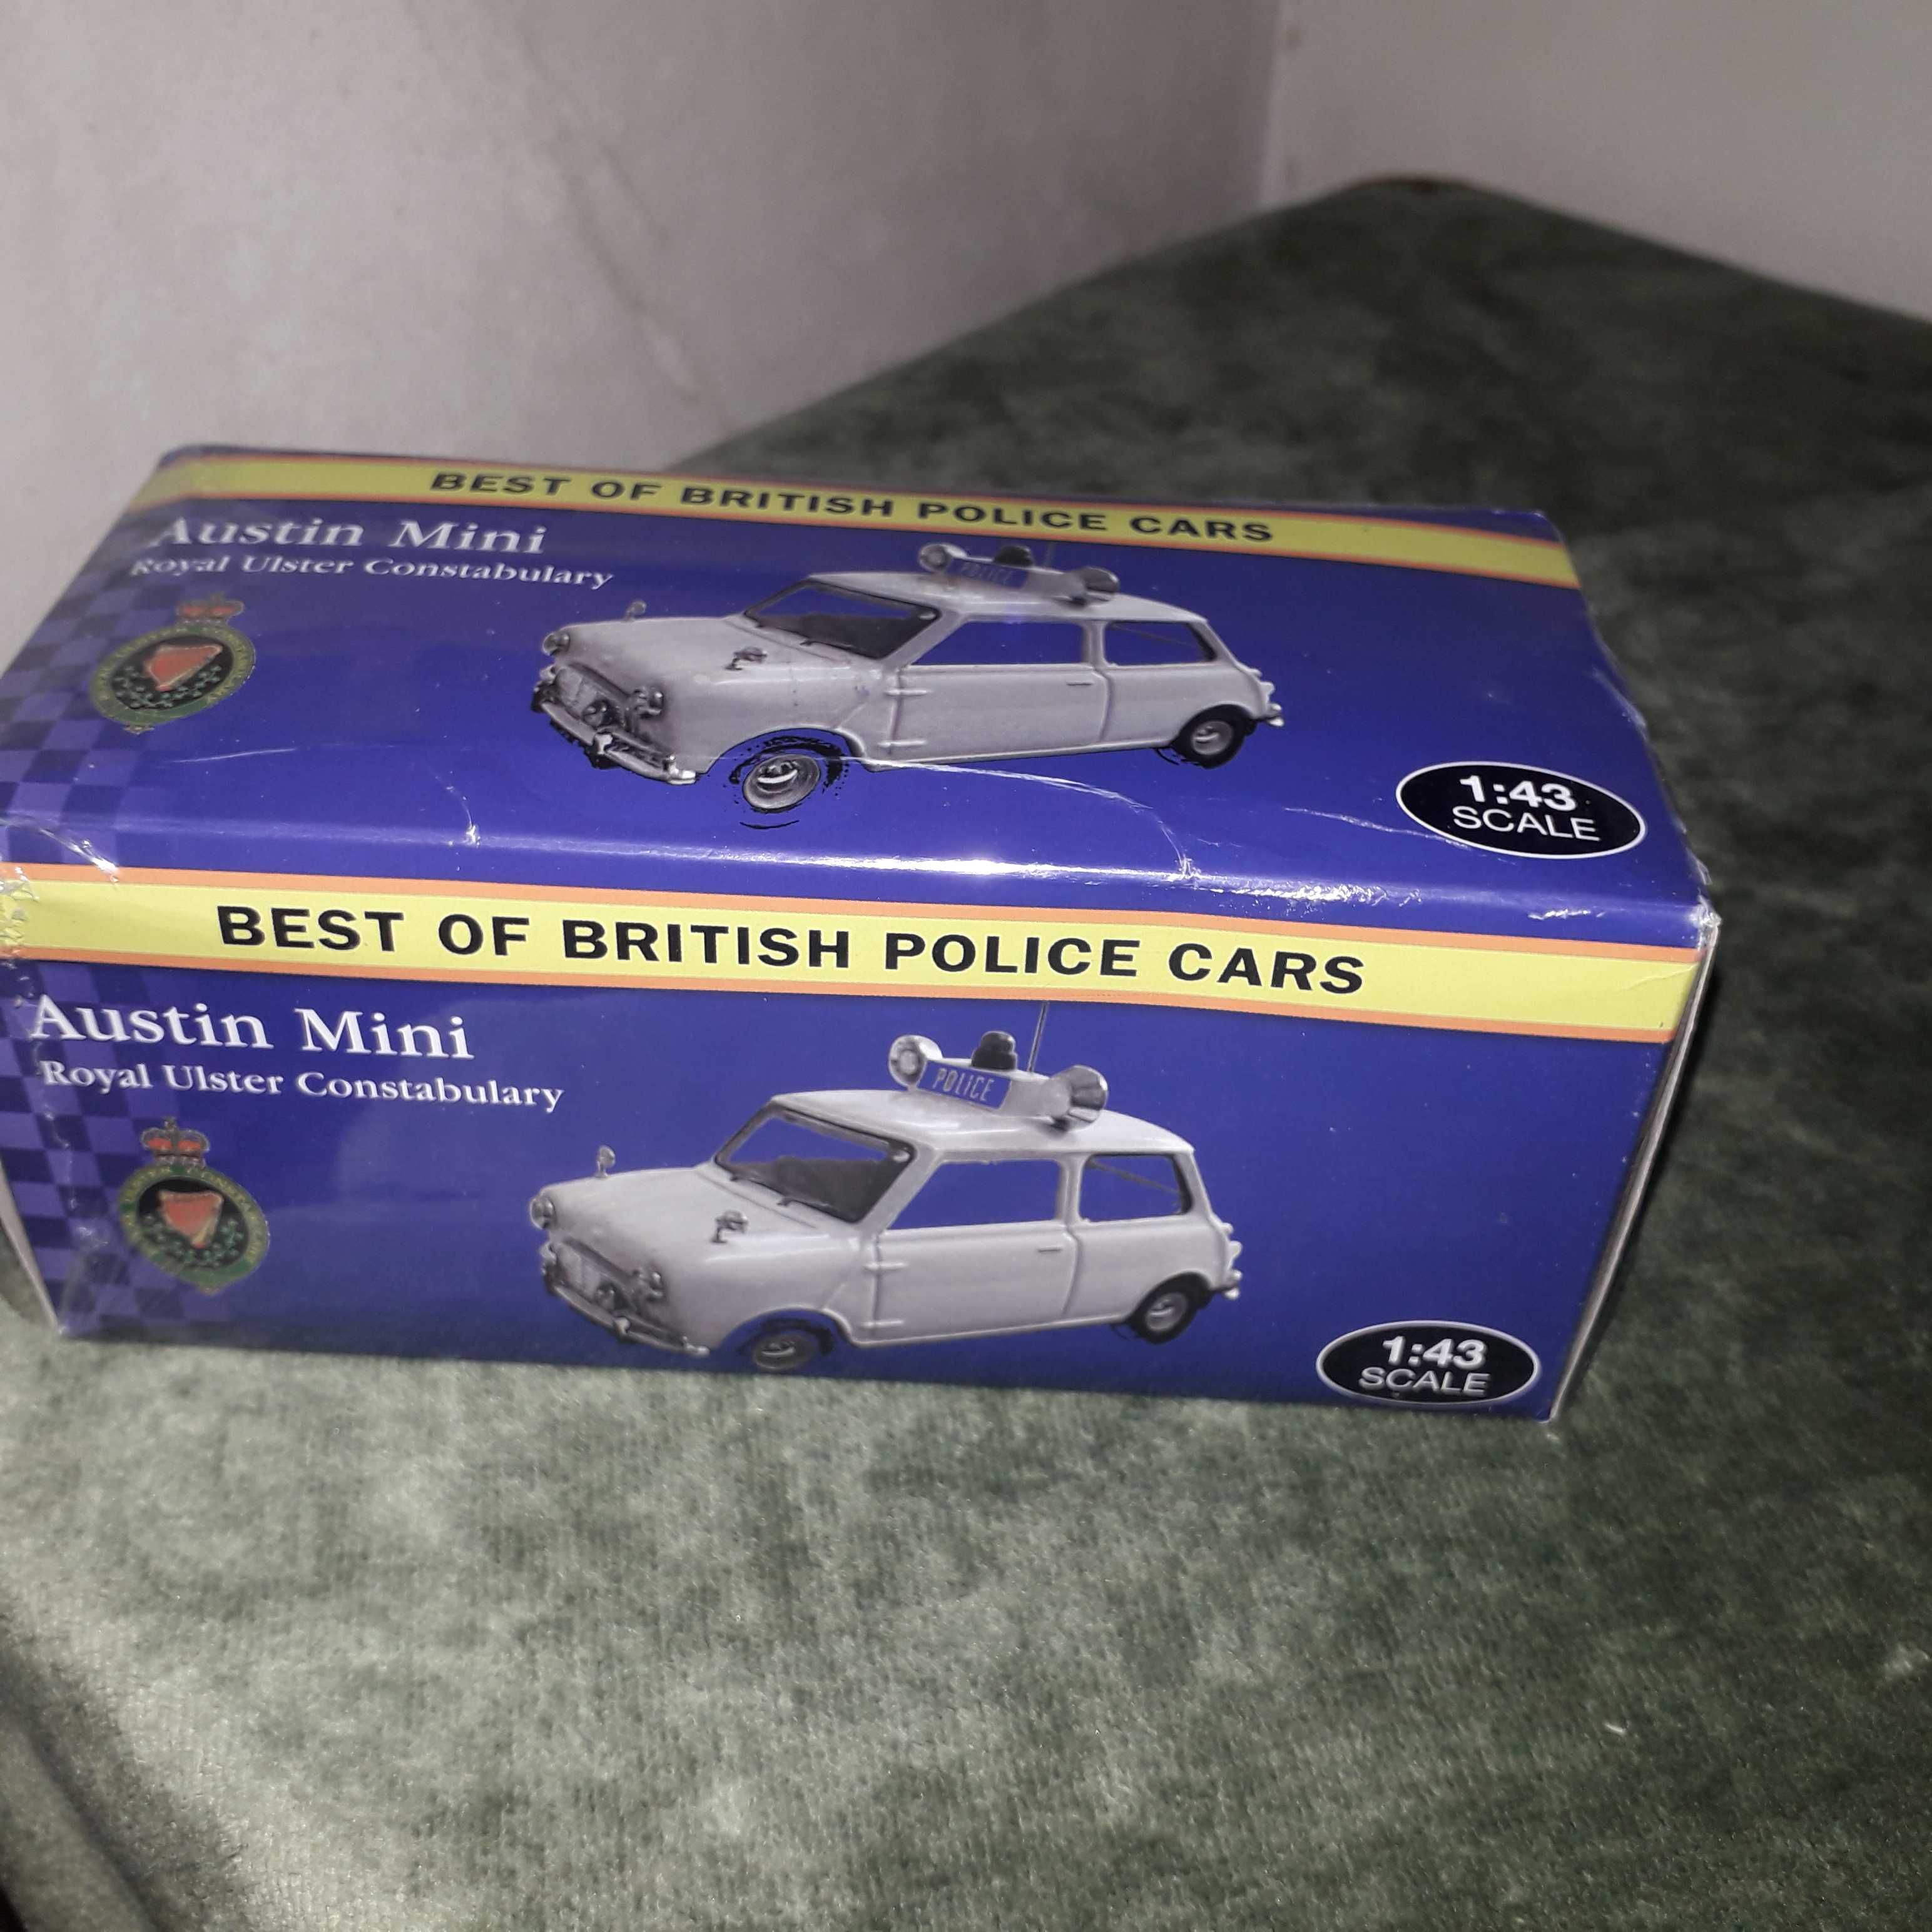 BEST OF BRITISH POLICE CARS
Austin Mini
Royal Ulster Constabulary
POLICE
1:43
SCALE
BEST OF BRITISH POLICE CARS
Austin Mini
Royal Ulster Constabulary
POLICE
1:43
SCALE